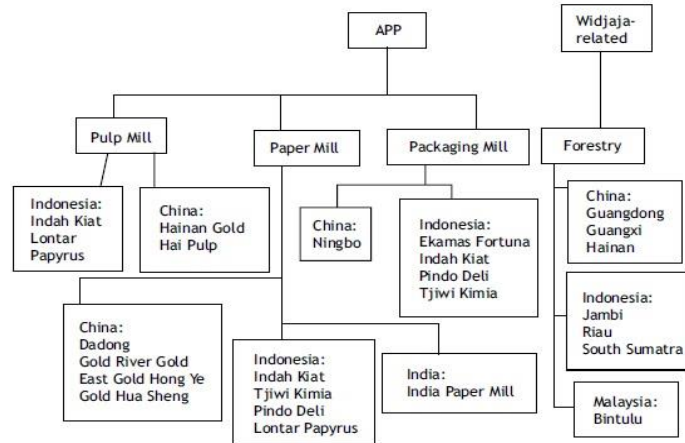 APP
Widjaja-
related
Pulp Mill
Paper Mill
Packaging Mill
Forestry
Indonesia:
Indah Kiat
Lontar
Papyrus
China:
Hainan Gold
Hai Pulp
China:
Ningbo
Indonesia:
Ekamas Fortuna
Indah Kiat
Pindo Deli
Tjiwi Kimia
China:
Guangdong
Guangxi
Hainan
China:
Dadong
Gold River Gold
East Gold Hong Ye
Gold Hua Sheng
Indonesia:
Indah Kiat
Tjiwi Kimia
Pindo Deli
Lontar Papyrus
India:
India Paper Mill
Indonesia:
Jambi
Riau
South Sumatra
Malaysia:
Bintulu